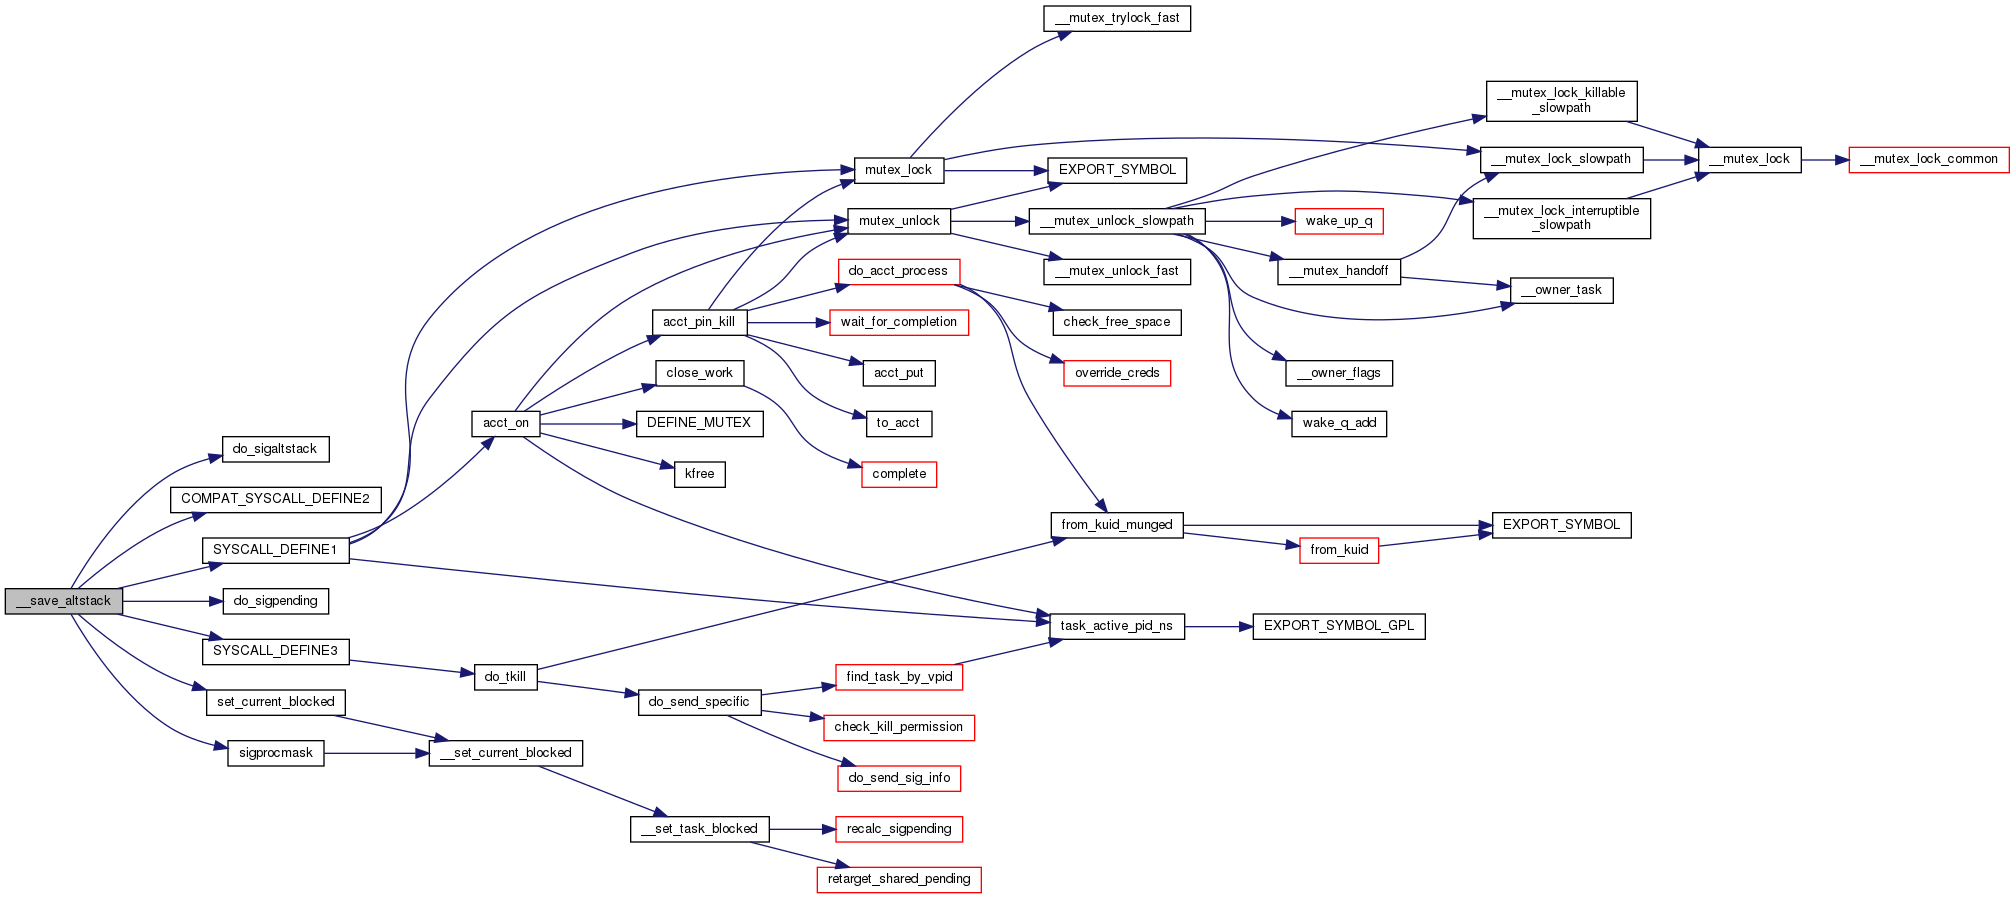 __mutex_trylock_fast
__mutex_lock_killable
_slowpath
mutex_lock
EXPORT_SYMBOL
__mutex_lock_slowpath
__mutex_lock
__mutex_lock_common
mutex_unlock
__mutex_unlock_slowpath
wake_up_q
__mutex_lock_interruptible
_slowpath
do_acct_process
__mutex_unlock_fast
__mutex_handoff
__owner_task
acct_pin_kill
wait_for_completion
check_free_space
close_work
acct_put
override_creds
__owner_flags
acct_on
DEFINE_MUTEX
to_acct
wake_q_add
do_sigaltstack
kfree
complete
COMPAT_SYSCALL_DEFINE2
from_kuid_munged
EXPORT_SYMBOL
SYSCALL_DEFINE1
from_kuid
__save_altstack
do_sigpending
task_active_pid_ns
EXPORT_SYMBOL_GPL
SYSCALL_DEFINE3
do_tkill
find_task_by_vpid
set_current_blocked
do_send_specific
check_kill_permission
sigprocmask
__set_current_blocked
do_send_sig_info
__set_task_blocked
recalc_sigpending
retarget_shared_pending